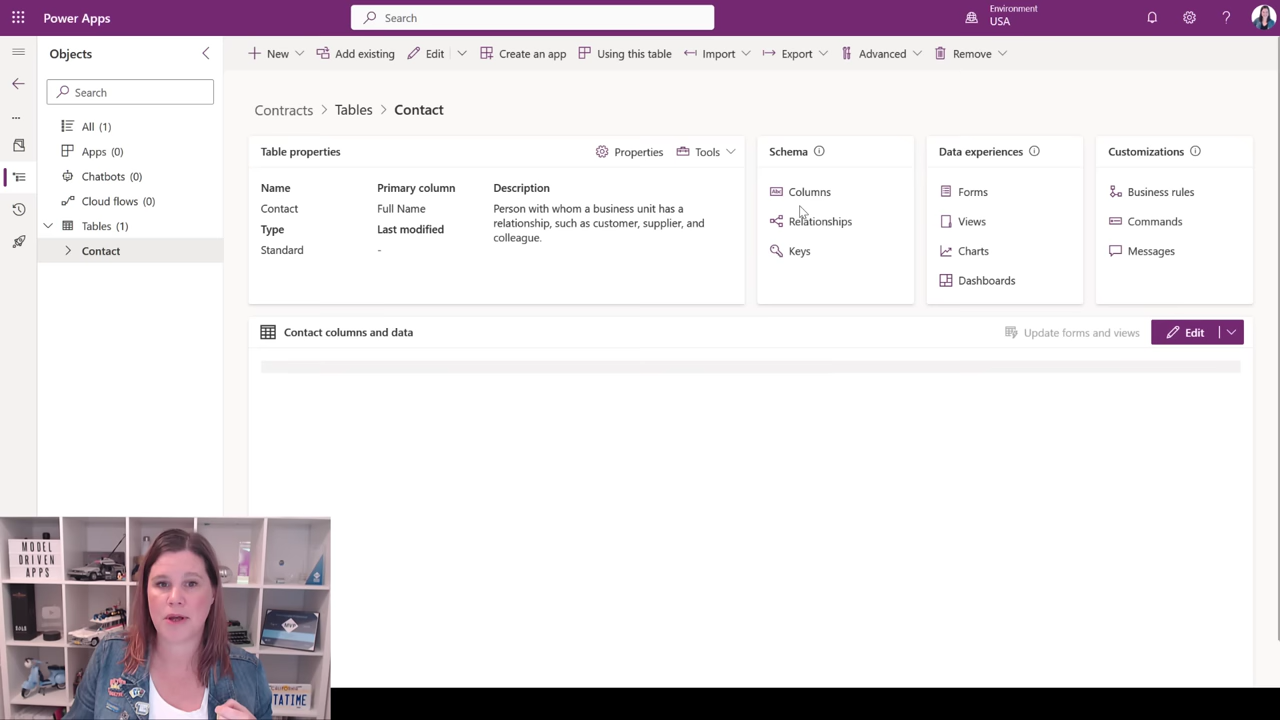 Power Apps
Search
Environment
USA
Objects
New
Add existing
Edit
Create an app
Using this table
Import
Export
Advanced
Remove
Search
All (1)
Apps (0)
Chatbots (0)
Cloud flows (0)
Tables (1)
Contact
Contracts > Tables > Contact
Table properties
Properties
Tools
Name
Contact
Type
Standard
Primary column
Full Name
Last modified
-
Description
Person with whom a business unit has a
relationship, such as customer, supplier, and
colleague.
Schema
Columns
Relationships
Keys
Data experiences
Forms
Views
Charts
Dashboards
Customizations
Business rules
Commands
Messages
Contact columns and data
Update forms and views
Edit
MODEL
DRIVEN
APPS